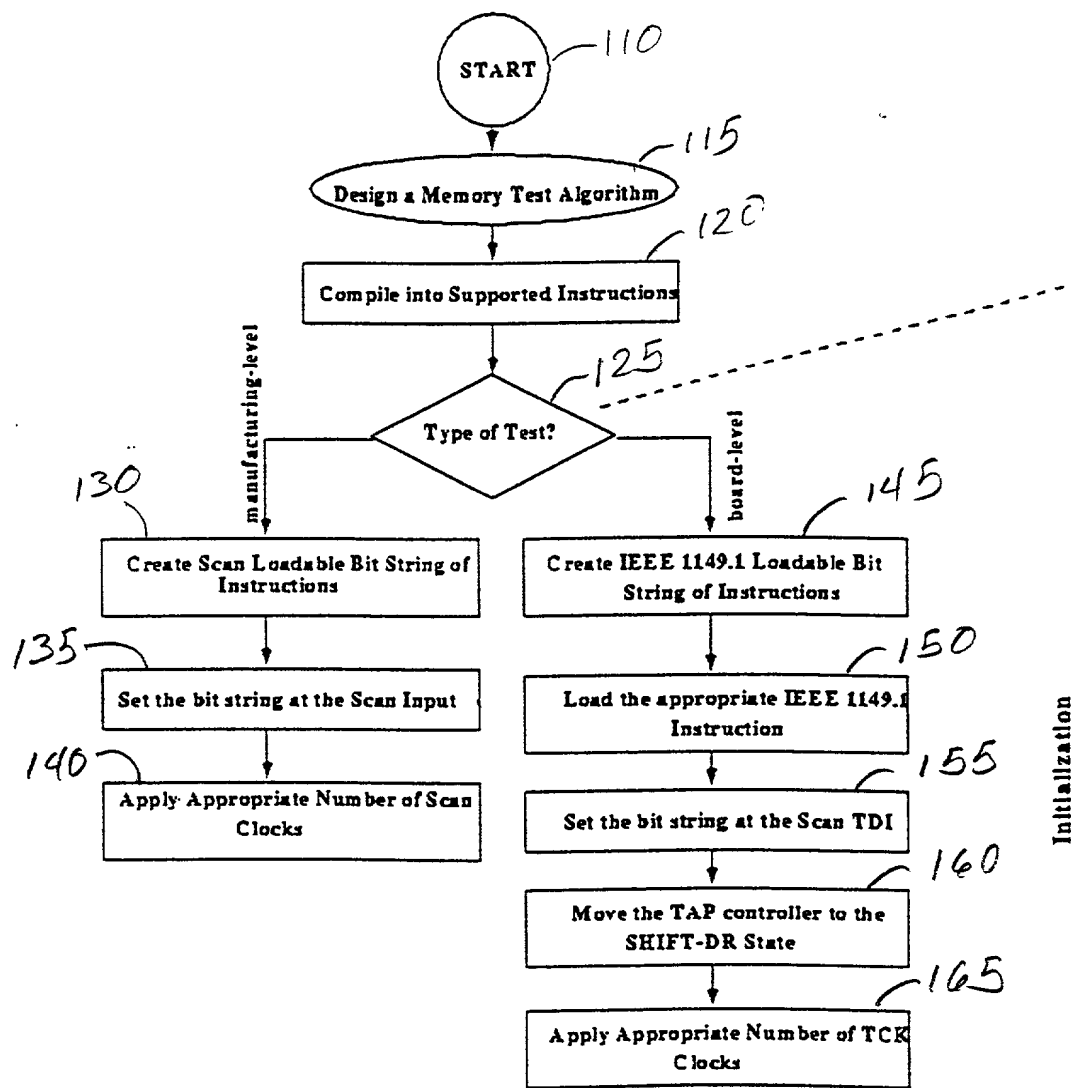 110
START
115
Design a Memory Test Algorithm
120
Compile into Supported Instructions
125
Type of Test?
manufacturing-level
board-level
130
Create Scan Loadable Bit String of
Instructions
145
Create IEEE 1149.1 Loadable Bit
String of Instructions
135
Set the bit string at the Scan Input
150
Load the appropriate IEEE 1149.1
Instruction
140
Apply Appropriate Number of Scan
Clocks
155
Set the bit string at the Scan TDI
160
Move the TAP controller to the
SHIFT-DR State
165
Apply Appropriate Number of TCK
Clocks
Initialization